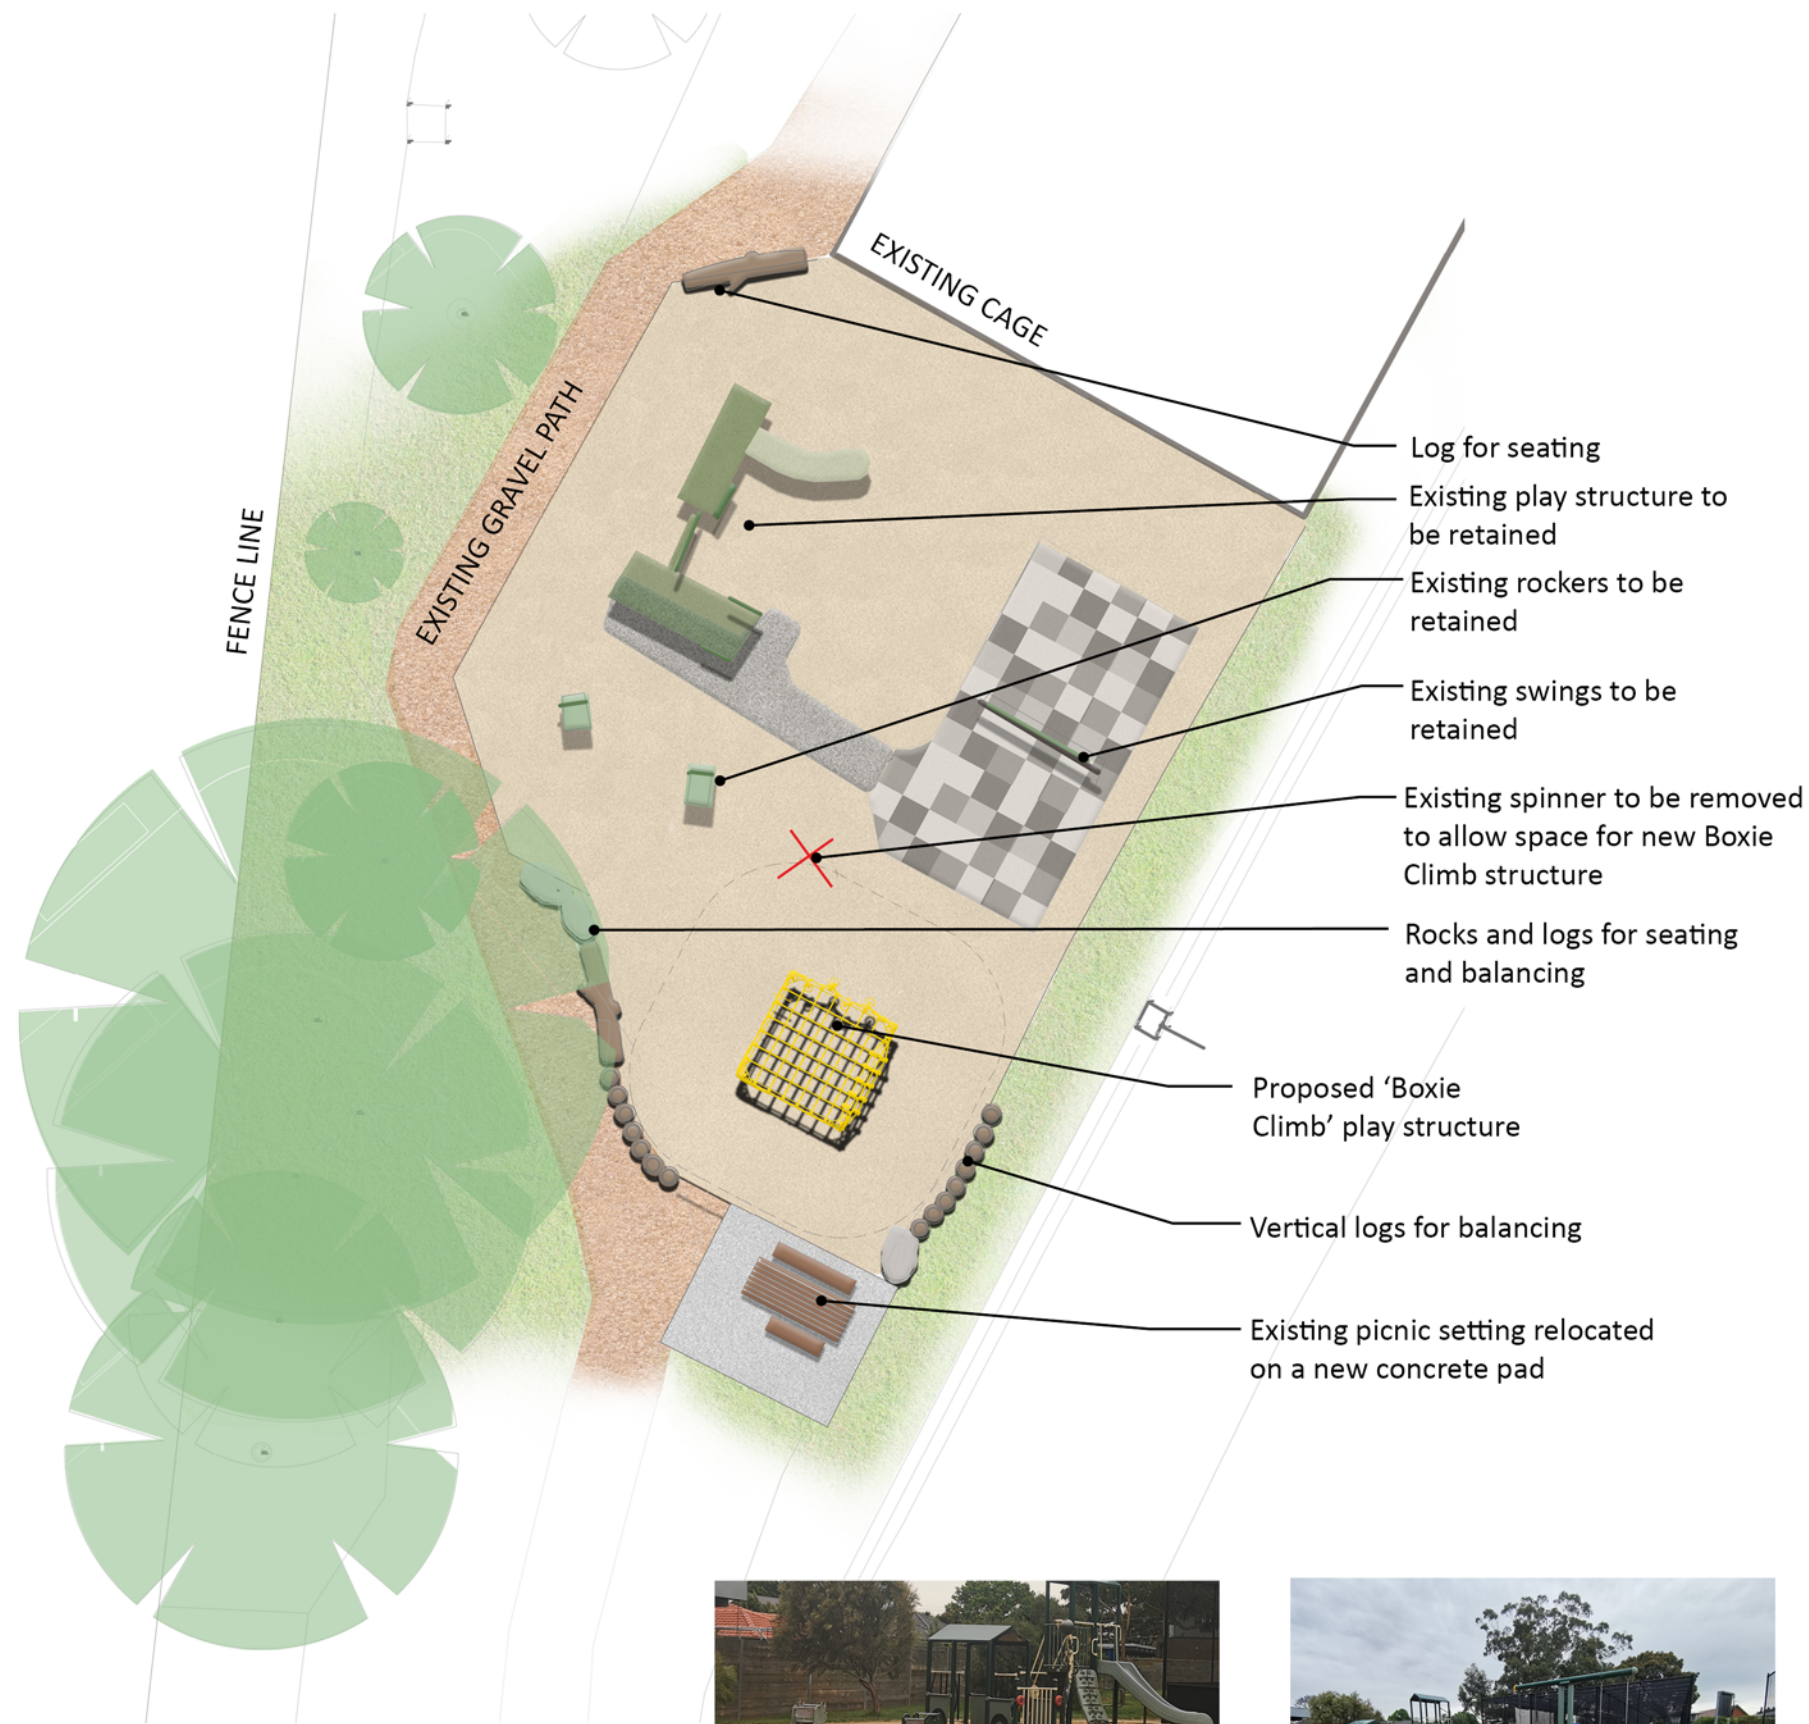 EXISTING CAGE
EXISTING GRAVEL PATH
FENCE LINE
Log for seating
Existing play structure to
be retained
Existing rockers to be
retained
Existing swings to be
retained
Existing spinner to be removed
to allow space for new Boxie
Climb structure
Rocks and logs for seating
and balancing
Proposed ‘Boxie
Climb’ play structure
Vertical logs for balancing
Existing picnic setting relocated
on a new concrete pad